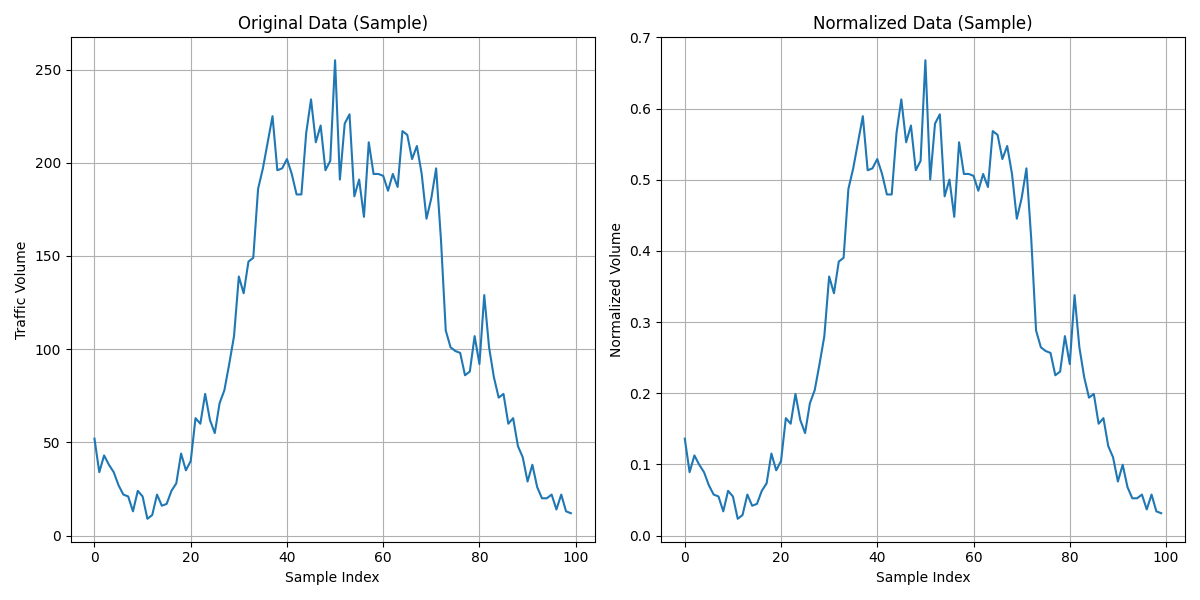 Original Data (Sample)
Traffic Volume
250
200
150
100
50
0
0 20 40 60 80 100
Sample Index
Normalized Data (Sample)
Normalized Volume
0.7
0.6
0.5
0.4
0.3
0.2
0.1
0.0
0 20 40 60 80 100
Sample Index